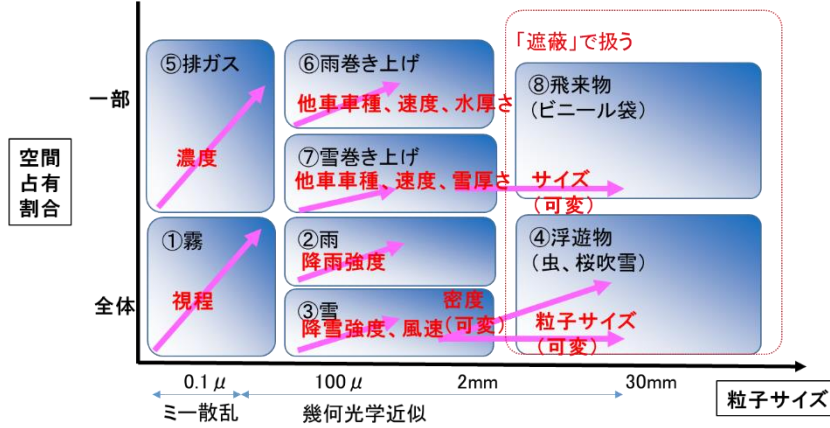 「遮蔽」で扱う
⑤排ガス
⑥雨巻き上げ
⑧飛来物
(ビニール袋)
一部
他車車種、速度、水厚さ
濃度
⑦雪巻き上げ
他車車種、速度、雪厚さ
サイズ
(可変)
空間
占有
割合
①霧
②雨
④浮遊物
(虫、桜吹雪)
降雨強度
視程
全体
③雪
降雪強度、風速
密度
(可変)
粒子サイズ
(可変)
0.1μ
100μ
2mm
30mm
ミー散乱
幾何光学近似
粒子サイズ